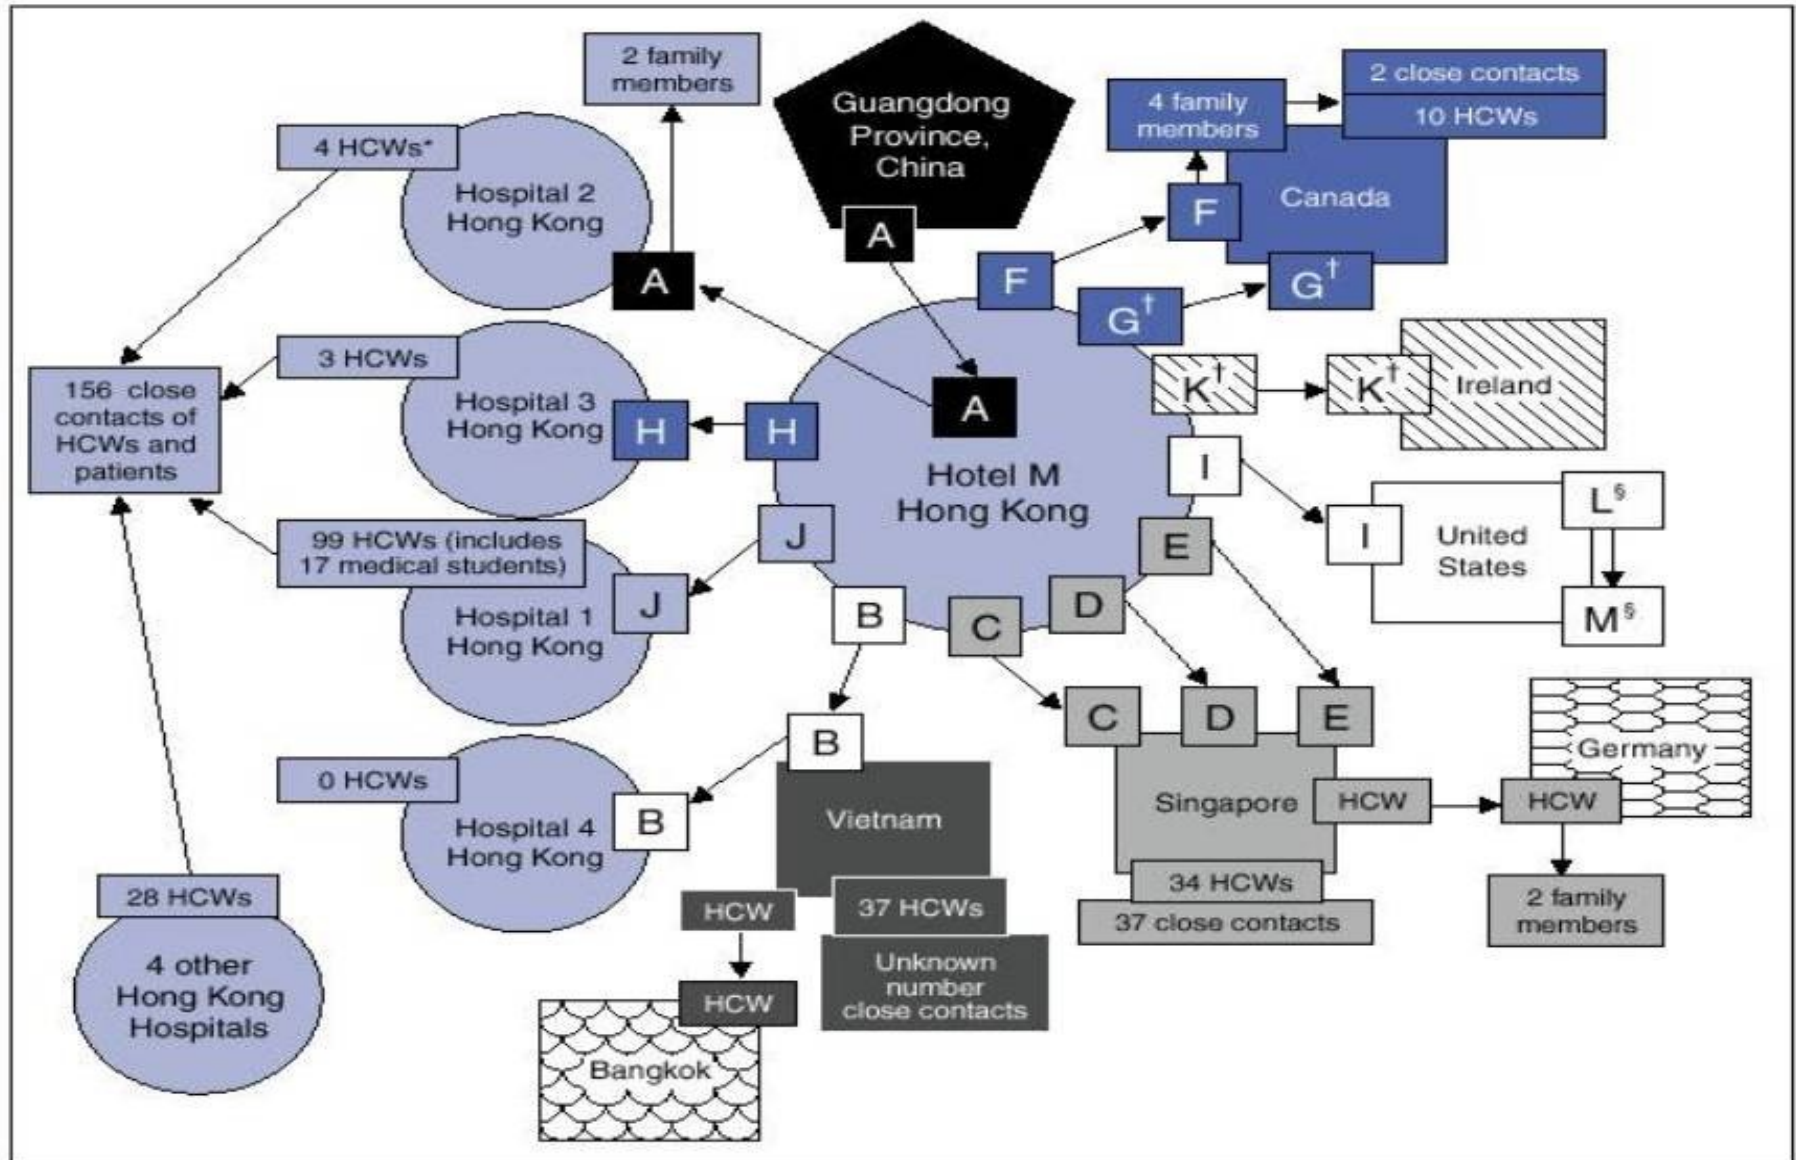 2 family
members
Guangdong
Province,
China
A
4 family
members
2 close contacts
10 HCWs
Canada
F
G†
4 HCWs*
Hospital 2
Hong Kong
A
F
G†
K†
K†
Ireland
3 HCWs
Hospital 3
Hong Kong
H
H
A
Hotel M
Hong Kong
156 close
contacts of
HCWs and
patients
I
I
United
States
L§
M§
99 HCWs (includes
17 medical students)
Hospital 1
Hong Kong
J
J
B
C
D
E
B
C
D
E
0 HCWs
Hospital 4
Hong Kong
B
Vietnam
Singapore
HCW
HCW
Germany
28 HCWs
4 other
Hong Kong
Hospitals
HCW
37 HCWs
34 HCWs
37 close contacts
2 family
members
HCW
Unknown
number
close contacts
Bangkok